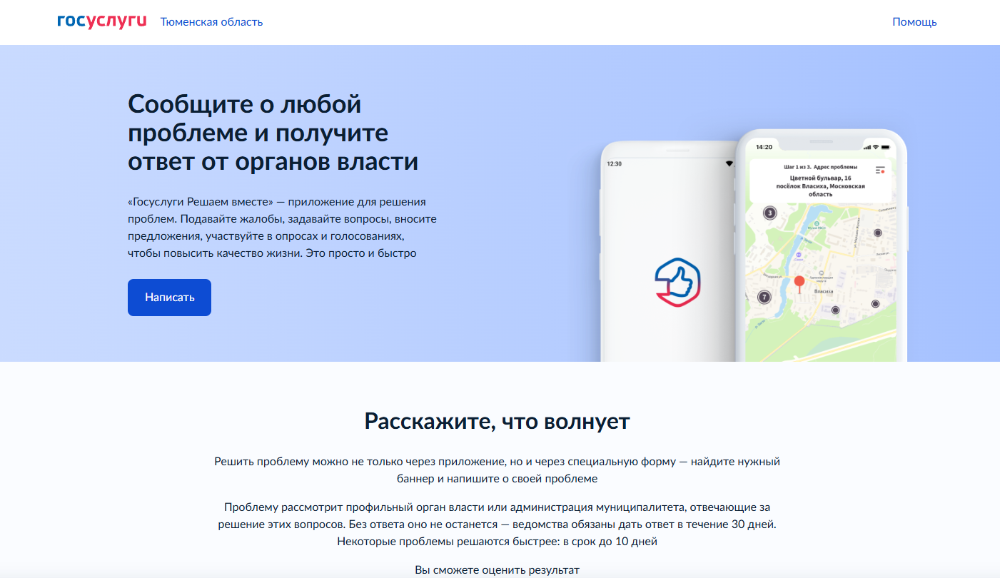 госуслуги Тюменская область Помощь
Сообщите о любой
проблеме и получите
ответ от органов власти
«Госуслуги Решаем вместе» — приложение для решения
проблем. Подавайте жалобы, задавайте вопросы, вносите
предложения, участвуйте в опросах и голосованиях,
чтобы повысить качество жизни. Это просто и быстро
Написать
12:30
14:20
Шаг 1 из 3. Адрес проблемы
Цветной бульвар, 16
посёлок Власиха, Московская
область
3
7
Власиха
Расскажите, что волнует
Решить проблему можно не только через приложение, но и через специальную форму — найдите нужный
баннер и напишите о своей проблеме
Проблему рассмотрит профильный орган власти или администрация муниципалитета, отвечающие за
решение этих вопросов. Без ответа оно не останется — ведомства обязаны дать ответ в течение 30 дней.
Некоторые проблемы решаются быстрее: в срок до 10 дней
Вы сможете оценить результат